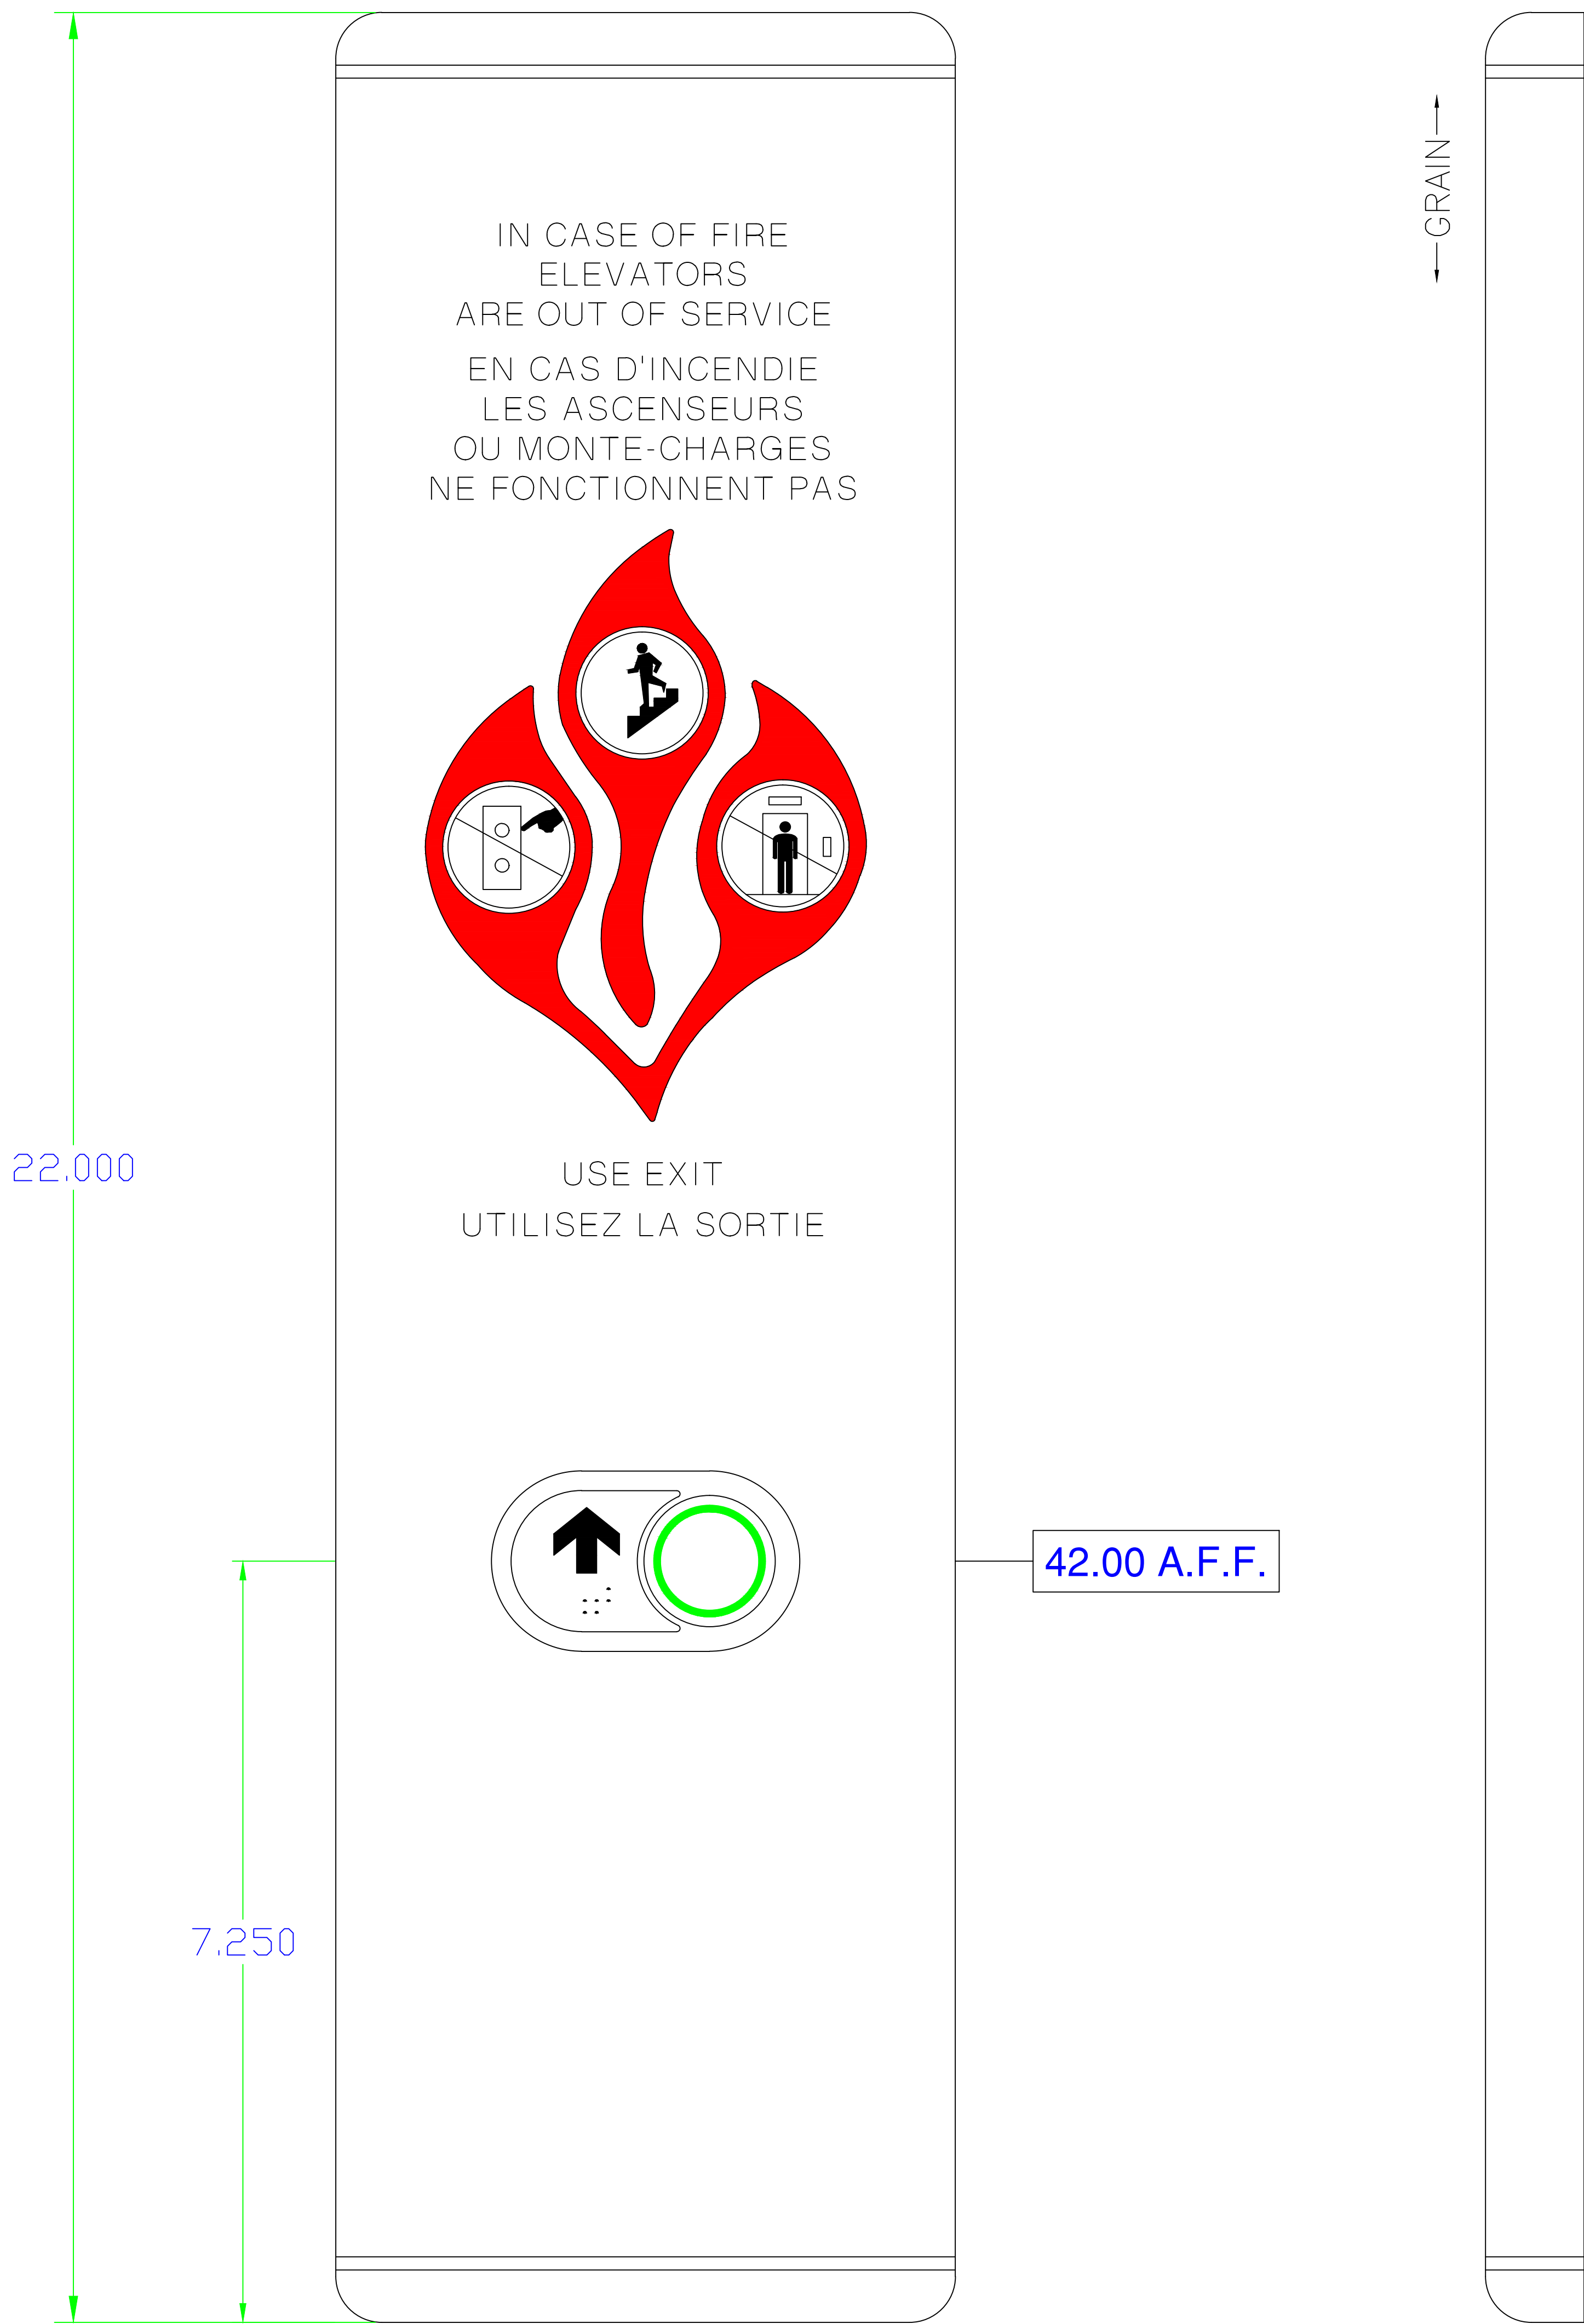 GRAIN
IN CASE OF FIRE
ELEVATORS
ARE OUT OF SERVICE
EN CAS D'INCENDIE
LES ASCENSEURS
OU MONTE-CHARGES
NE FONCTIONNENT PAS
22.000
USE EXIT
UTILISEZ LA SORTIE
42.00 A.F.F.
7.250